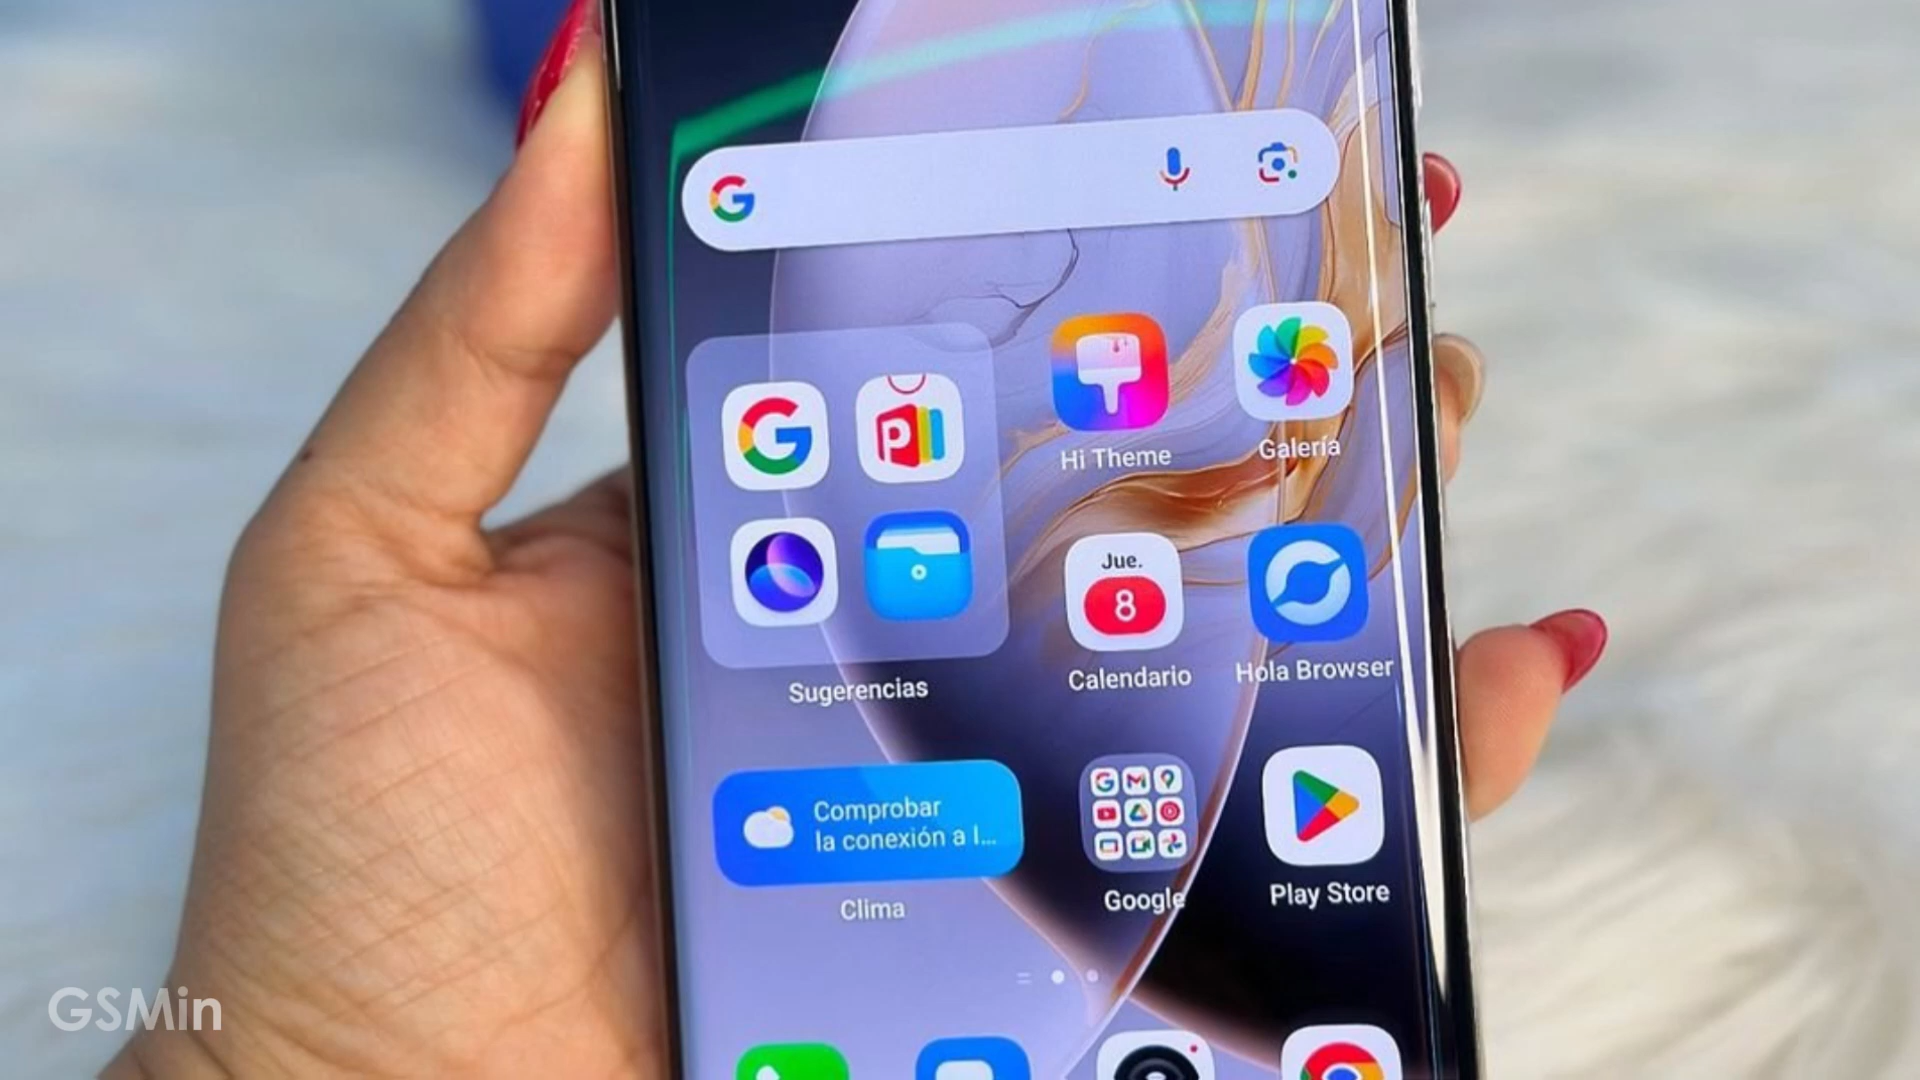 Hi Theme
Galería
Sugerencias
Jue.
8
Calendario
Hola Browser
Comprobar
la conexión a l...
Clima
Google
Play Store
GSMin